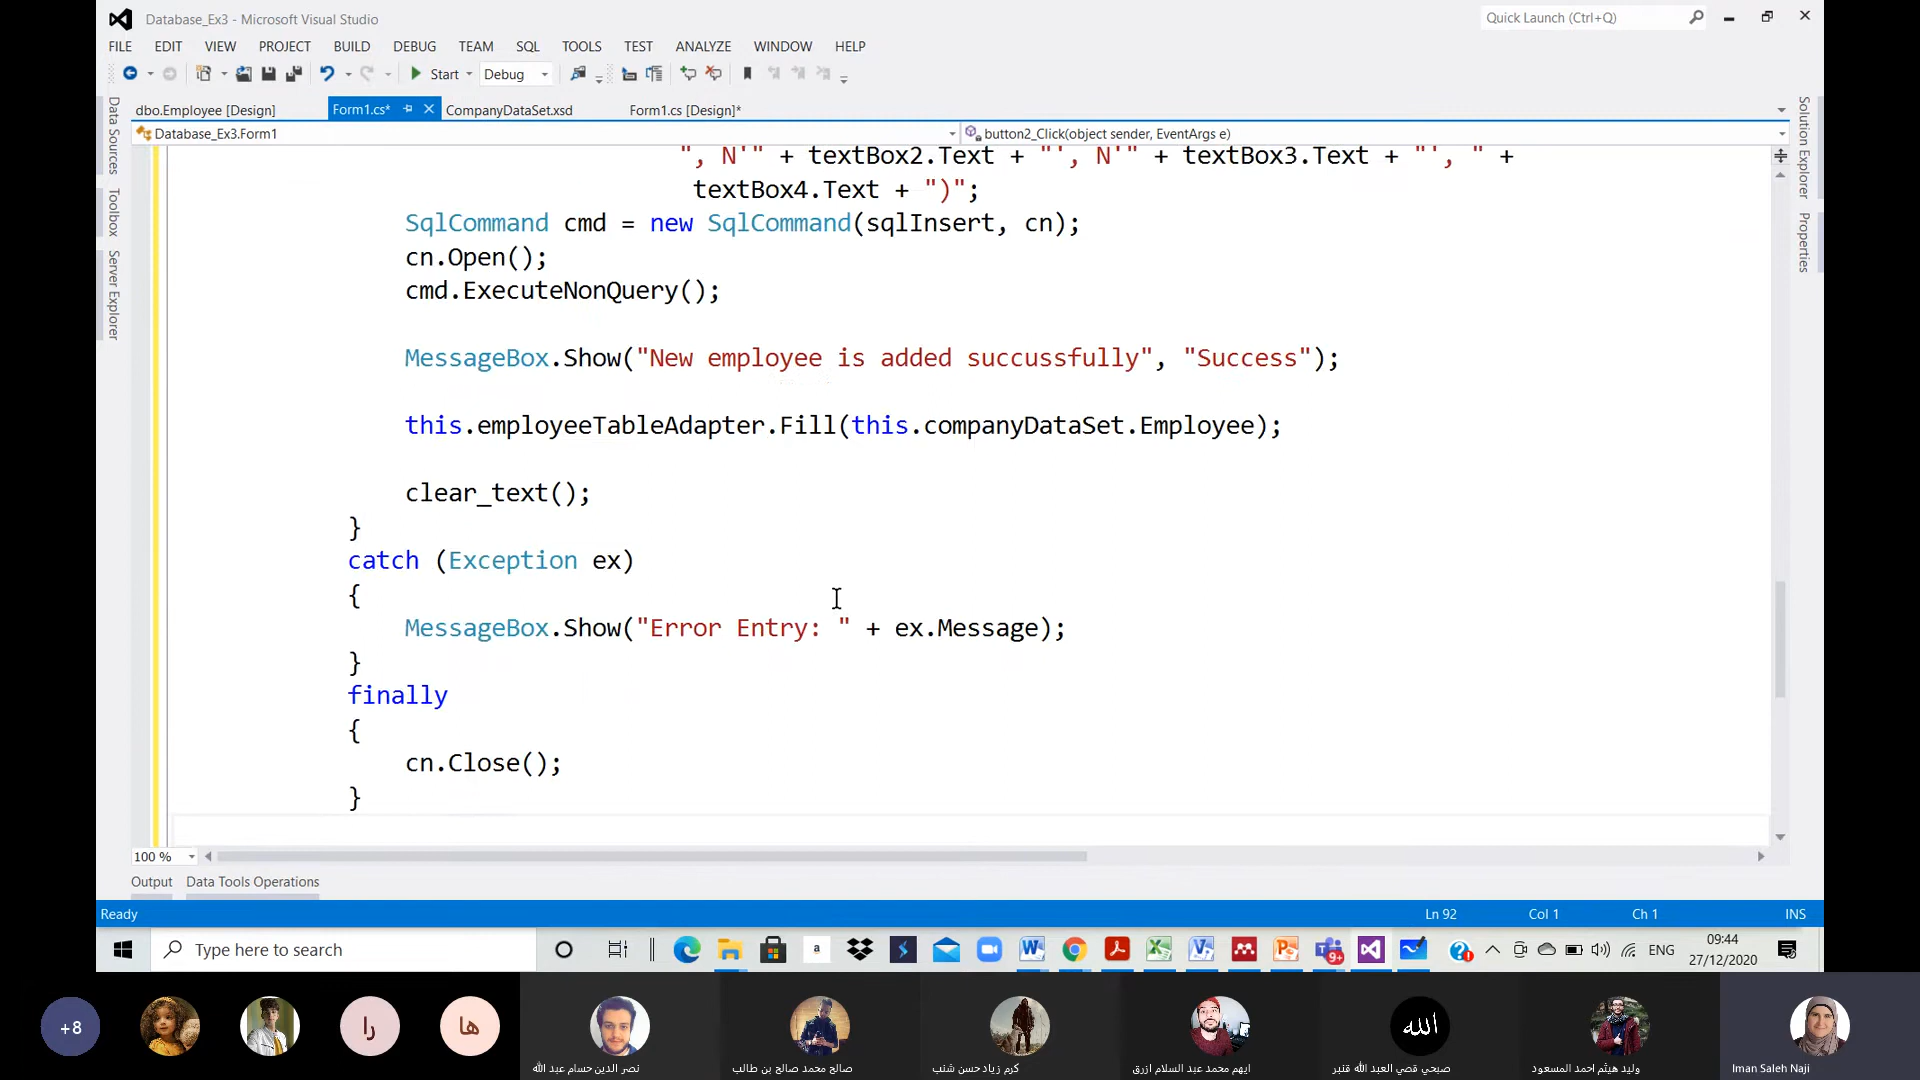 Database_Ex3 - Microsoft Visual Studio
Quick Launch (Ctrl+Q)
FILE EDIT VIEW PROJECT BUILD DEBUG TEAM SQL TOOLS TEST ANALYZE WINDOW HELP
Start Debug
dbo.Employee [Design] Form1.cs* CompanyDataSet.xsd Form1.cs [Design]*
Database_Ex3.Form1 button2_Click(object sender, EventArgs e)
Data Sources
Toolbox
Server Explorer
Solution Explorer
Properties
", N'" + textBox2.Text + "', N'" + textBox3.Text + "', " +
textBox4.Text + ")";
SqlCommand cmd = new SqlCommand(sqlInsert, cn);
cn.Open();
cmd.ExecuteNonQuery();
MessageBox.Show("New employee is added succussfully", "Success");
this.employeeTableAdapter.Fill(this.companyDataSet.Employee);
clear_text();
}
catch (Exception ex)
{
MessageBox.Show("Error Entry: " + ex.Message);
}
finally
{
cn.Close();
}
100 %
Output Data Tools Operations
Ready Ln 92 Col 1 Ch 1 INS
Type here to search
a
9+
ENG
09:44
27/12/2020
+8
را
ها
الله
نصر الدين حسام عبد الله
صالح محمد صالح بن طالب
كرم زياد حسن شنب
ايهم محمد عبد السلام ازرق
صبحي قصي العبد الله قنبر
وليد هيثم احمد المسعود
Iman Saleh Naji